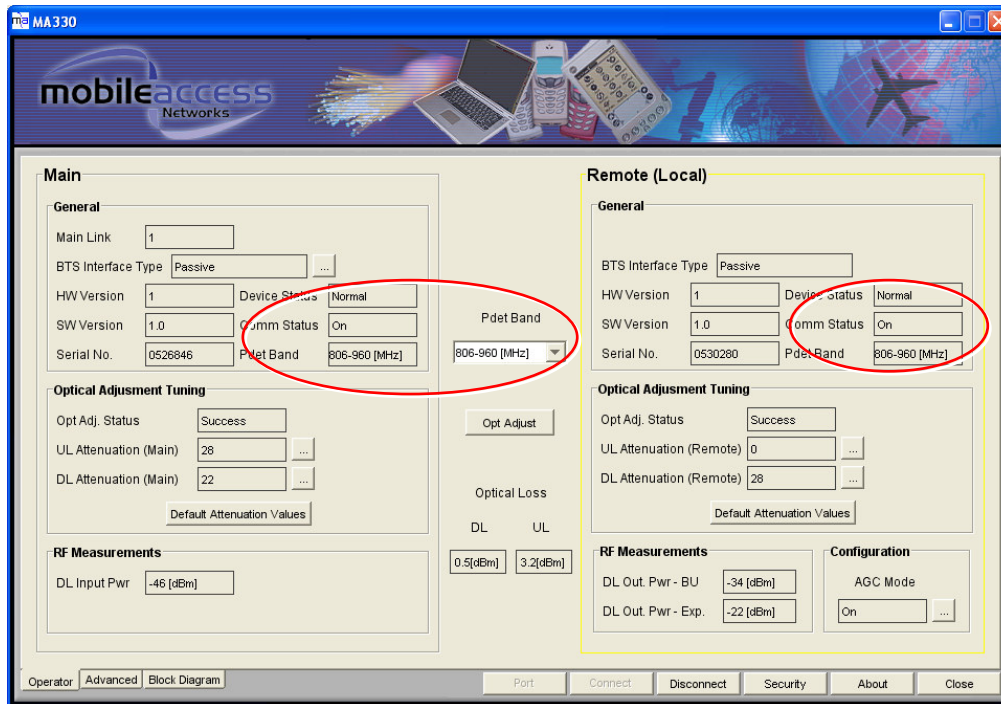 ma MA330
mobileaccess
Networks
Main
General
Main Link 1
BTS Interface Type Passive ...
HW Version 1 Device Status Normal
SW Version 1.0 Comm Status On
Serial No. 0526846 Pdet Band 806-960 [MHz]
Optical Adjusment Tuning
Opt Adj. Status Success
UL Attenuation (Main) 28 ...
DL Attenuation (Main) 22 ...
Default Attenuation Values
RF Measurements
DL Input Pwr -46 [dBm]
Pdet Band
806-960 [MHz]
Opt Adjust
Optical Loss
DL UL
0.5[dBm] 3.2[dBm]
Remote (Local)
General
BTS Interface Type Passive
HW Version 1 Device Status Normal
SW Version 1.0 Comm Status On
Serial No. 0530280 Pdet Band 806-960 [MHz]
Optical Adjusment Tuning
Opt Adj. Status Success
UL Attenuation (Remote) 0 ...
DL Attenuation (Remote) 28 ...
Default Attenuation Values
RF Measurements
DL Out. Pwr - BU -34 [dBm]
DL Out. Pwr - Exp. -22 [dBm]
Configuration
AGC Mode
On ...
Operator Advanced Block Diagram
Port Connect Disconnect Security About Close